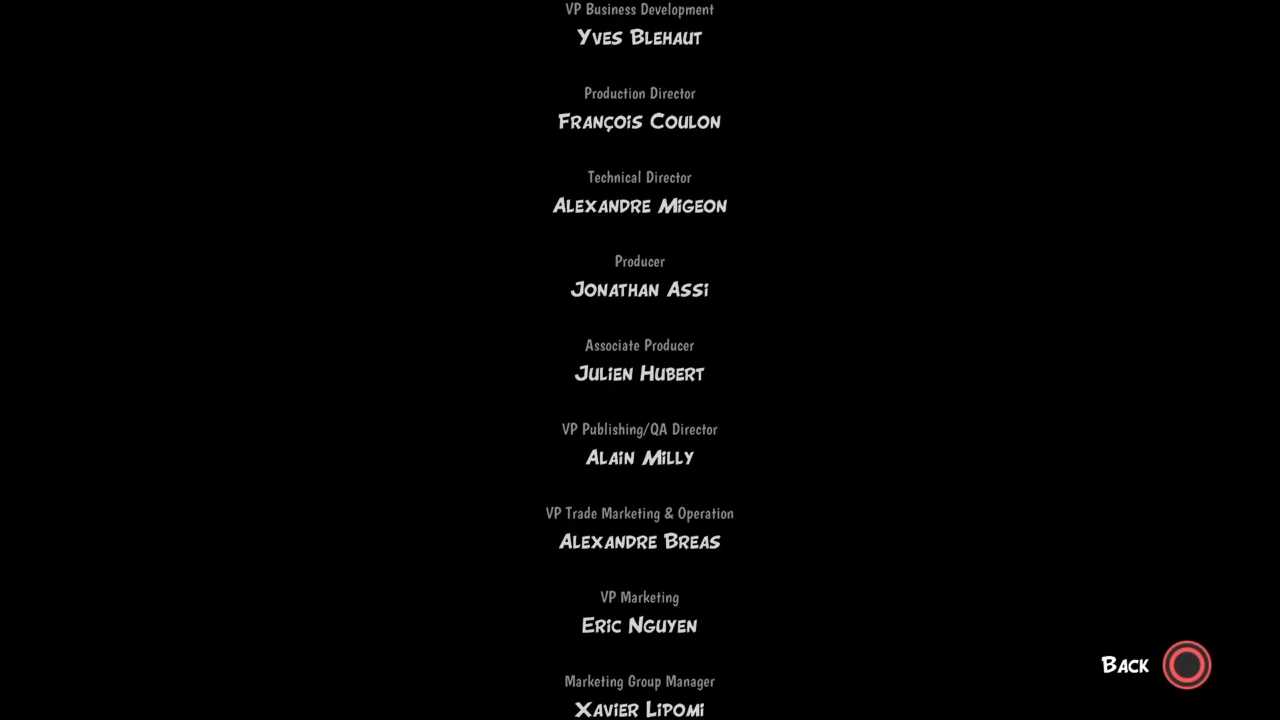 VP Business Development
Yves Blehaut
Production Director
François Coulon
Technical Director
Alexandre Migeon
Producer
Jonathan Assi
Associate Producer
Julien Hubert
VP Publishing/QA Director
Alain Milly
VP Trade Marketing & Operation
Alexandre Breas
VP Marketing
Eric Nguyen
Back
Marketing Group Manager
Xavier Lipomi